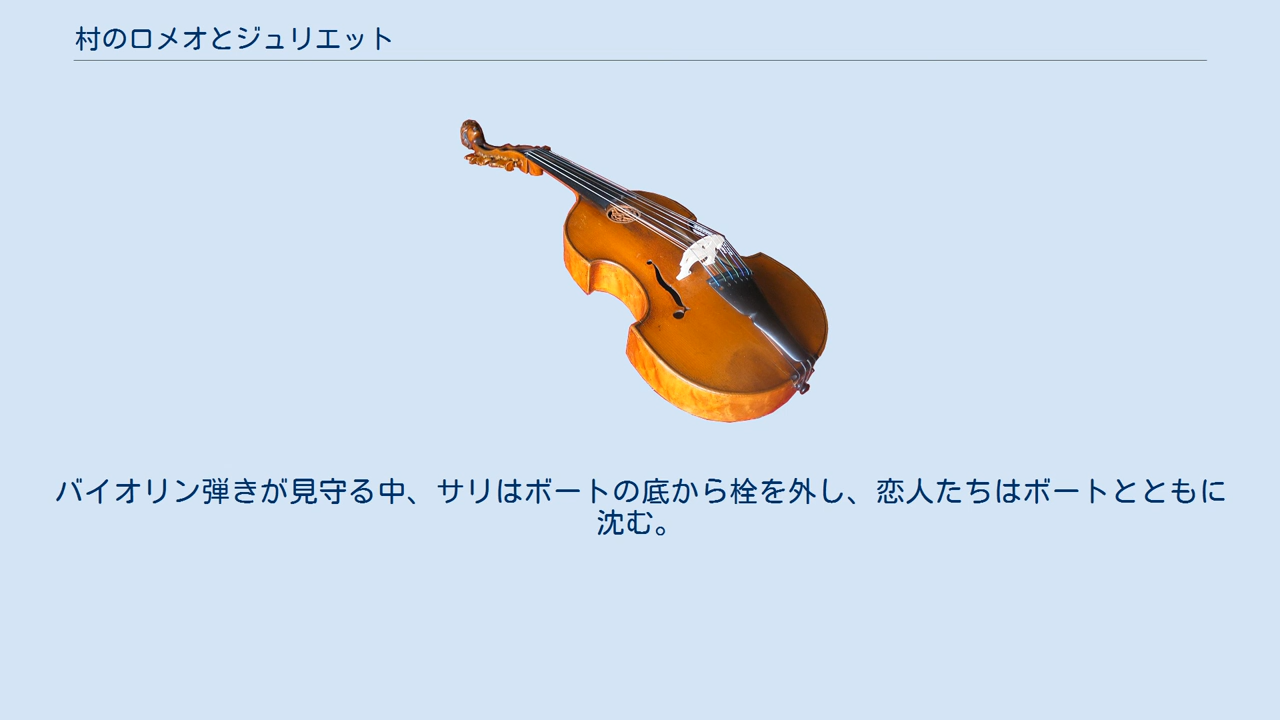 村のロメオとジュリエット
バイオリン弾きが見守る中、サリはボートの底から栓を外し、恋人たちはボートとともに
沈む。